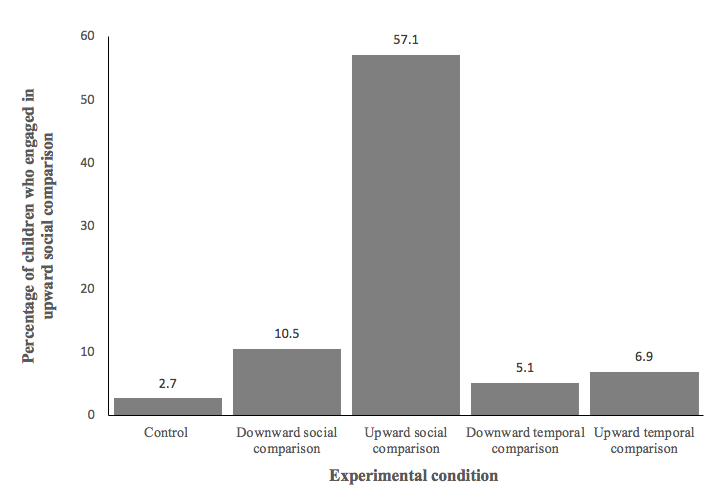 Percentage of children who engaged in
upward social comparison
60
50
40
30
20
10
0
2.7
10.5
57.1
5.1
6.9
Control
Downward social
comparison
Upward social
comparison
Downward temporal
comparison
Upward temporal
comparison
Experimental condition